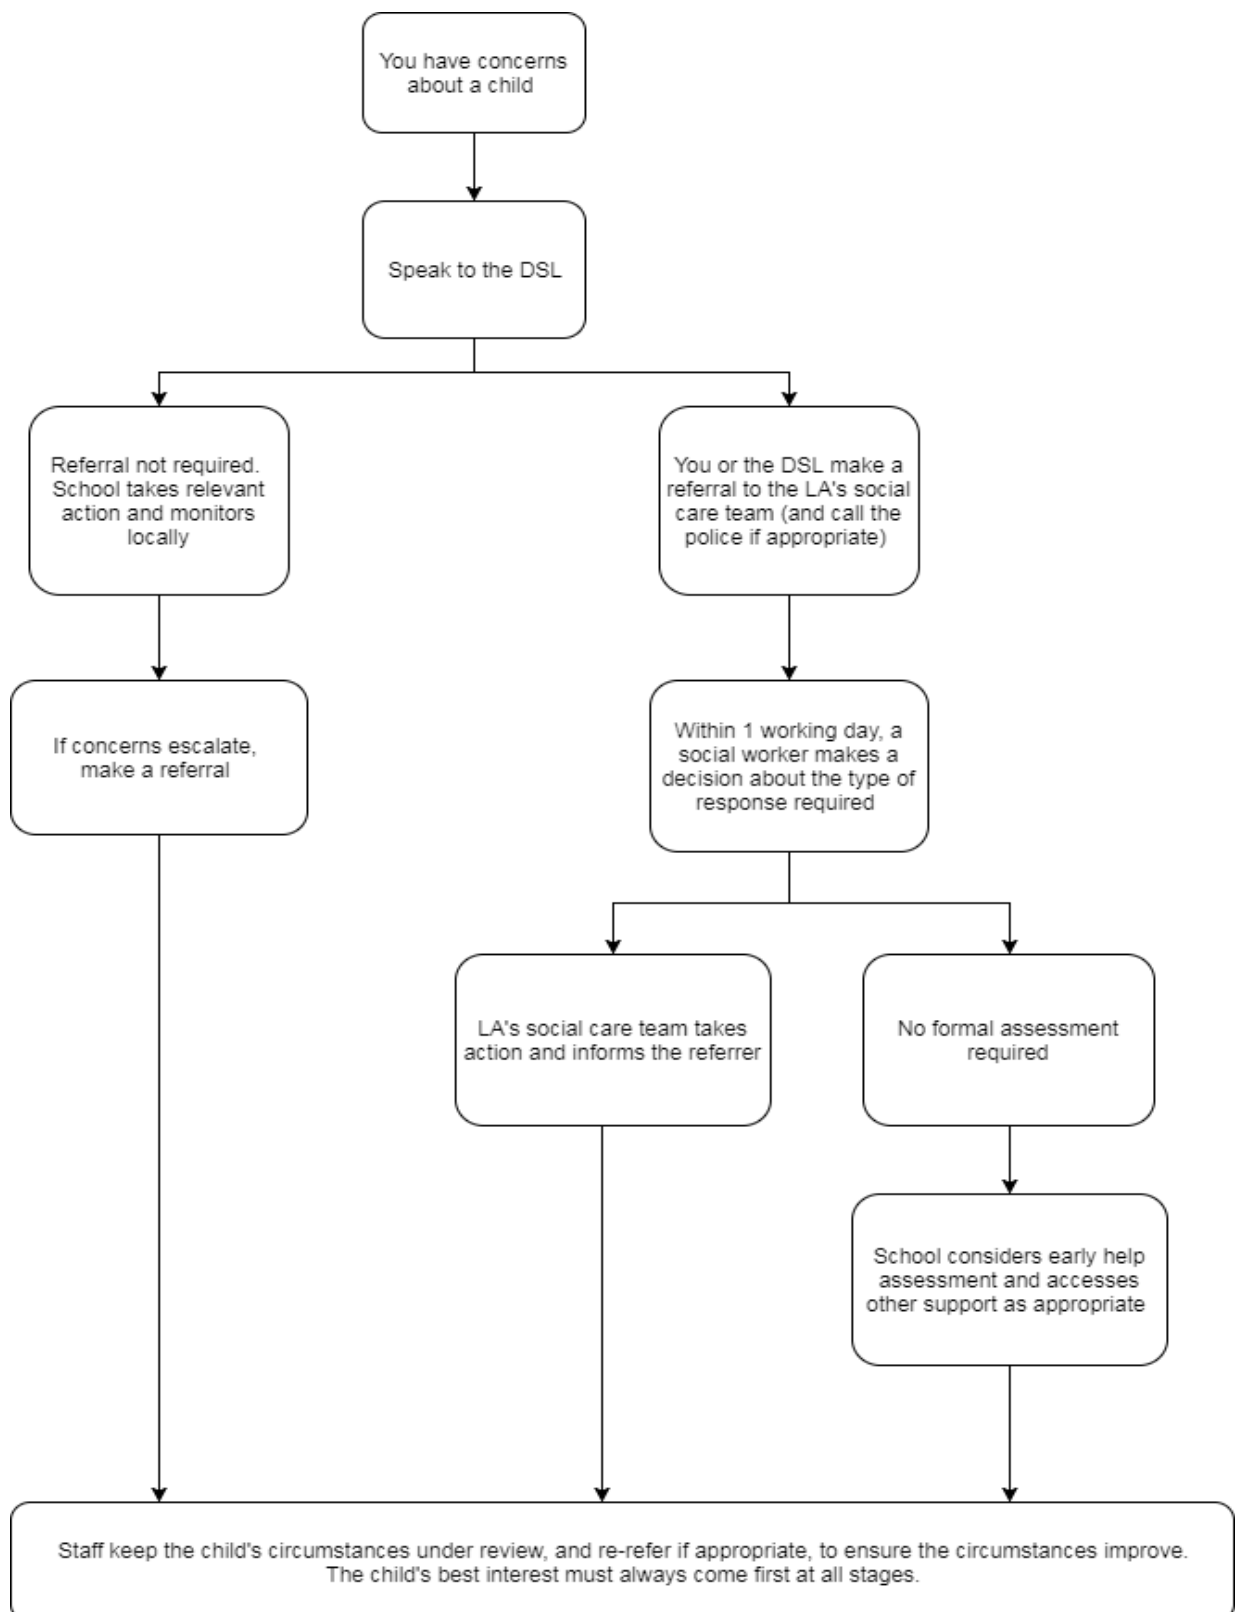 You have concerns
about a child
Speak to the DSL
Referral not required.
School takes relevant
action and monitors
locally
You or the DSL make a
referral to the LA's social
care team (and call the
police if appropriate)
If concerns escalate,
make a referral
Within 1 working day, a
social worker makes a
decision about the type of
response required
LA's social care team takes
action and informs the referrer
No formal assessment
required
School considers early help
assessment and accesses
other support as appropriate
Staff keep the child's circumstances under review, and re-refer if appropriate, to ensure the circumstances improve.
The child's best interest must always come first at all stages.